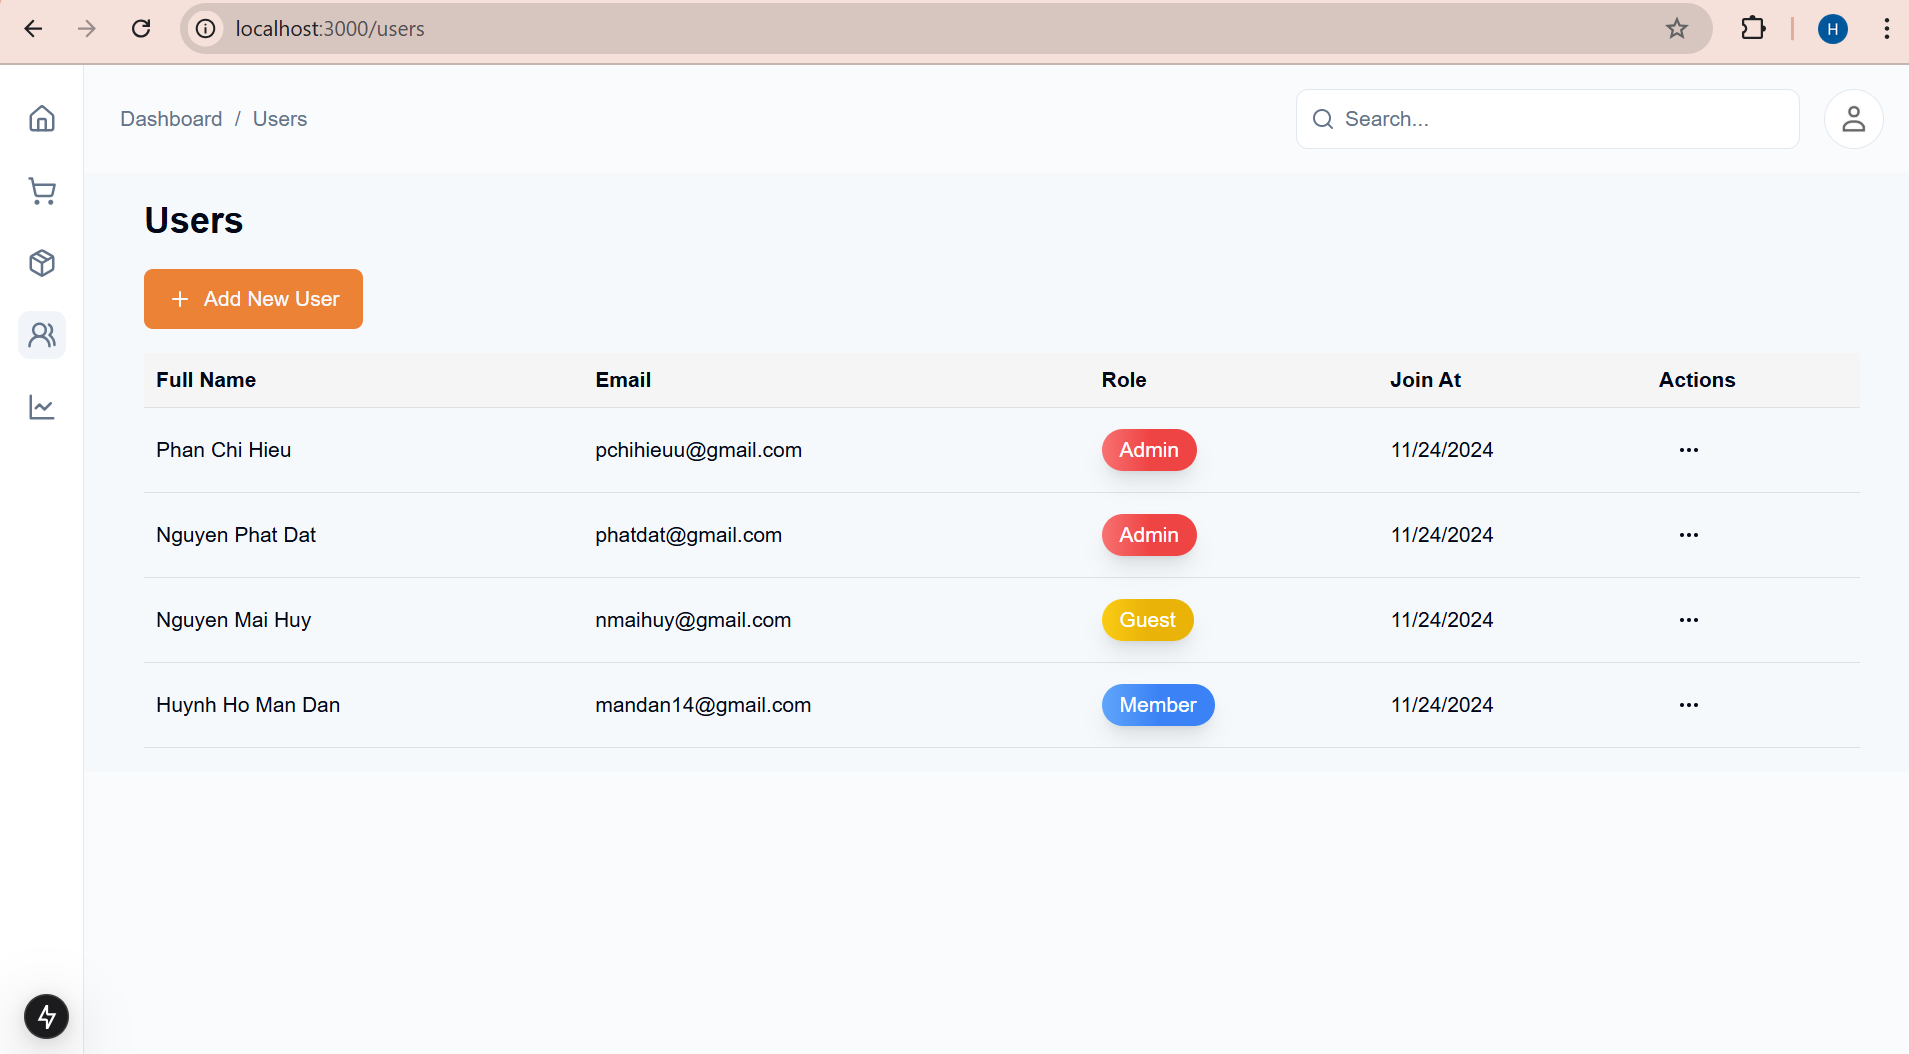 localhost:3000/users
H
Dashboard / Users
Search...
Users
+ Add New User
Full Name Email Role Join At Actions
Phan Chi Hieu pchihieuu@gmail.com Admin 11/24/2024 ...
Nguyen Phat Dat phatdat@gmail.com Admin 11/24/2024 ...
Nguyen Mai Huy nmaihuy@gmail.com Guest 11/24/2024 ...
Huynh Ho Man Dan mandan14@gmail.com Member 11/24/2024 ...